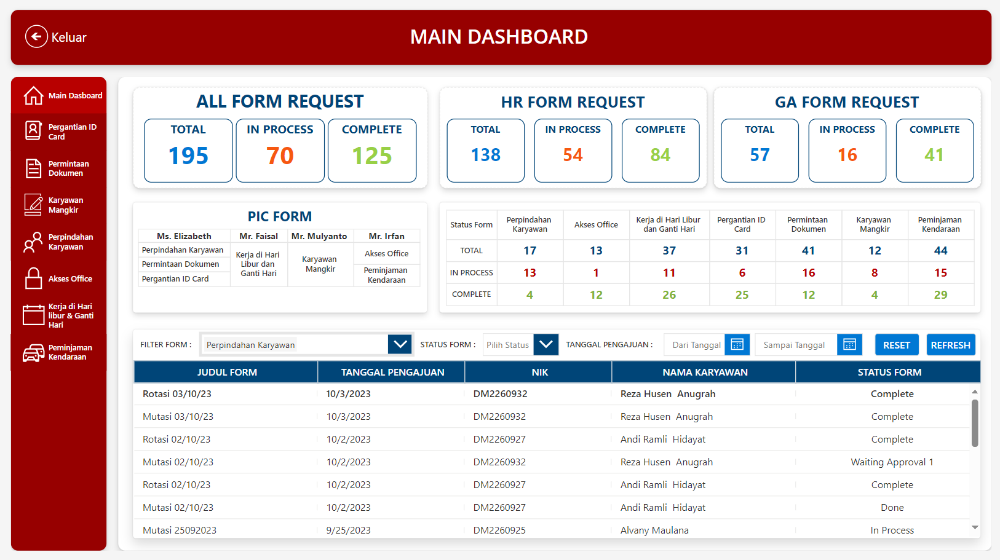 Keluar
MAIN DASHBOARD
Main Dasboard
Pergantian ID
Card
Permintaan
Dokumen
Karyawan
Mangkir
Perpindahan
Karyawan
Akses Office
Kerja di Hari
libur & Ganti
Hari
Peminjaman
Kendaraan
ALL FORM REQUEST
TOTAL IN PROCESS COMPLETE
195 70 125
HR FORM REQUEST
TOTAL IN PROCESS COMPLETE
138 54 84
GA FORM REQUEST
TOTAL IN PROCESS COMPLETE
57 16 41
PIC FORM
Ms. Elizabeth Mr. Faisal Mr. Mulyanto Mr. Irfan
Perpindahan Karyawan
Permintaan Dokumen
Pergantian ID Card
Kerja di Hari
Libur dan
Ganti Hari
Karyawan
Mangkir
Akses Office
Peminjaman
Kendaraan
Status Form
Perpindahan
Karyawan
Akses Office
Kerja di Hari Libur
dan Ganti Hari
Pergantian ID
Card
Permintaan
Dokumen
Karyawan
Mangkir
Peminjaman
Kendaraan
TOTAL 17 13 37 31 41 12 44
IN PROCESS 13 1 11 6 16 8 15
COMPLETE 4 12 26 25 12 4 29
FILTER FORM : Perpindahan Karyawan STATUS FORM : Pilih Status TANGGAL PENGAJUAN : Dari Tanggal Sampai Tanggal RESET REFRESH
JUDUL FORM TANGGAL PENGAJUAN NIK NAMA KARYAWAN STATUS FORM
Rotasi 03/10/23 10/3/2023 DM2260932 Reza Husen Anugrah Complete
Mutasi 03/10/23 10/3/2023 DM2260932 Reza Husen Anugrah Complete
Rotasi 02/10/23 10/2/2023 DM2260927 Andi Ramli Hidayat Complete
Mutasi 02/10/23 10/2/2023 DM2260932 Reza Husen Anugrah Waiting Approval 1
Rotasi 02/10/23 10/2/2023 DM2260927 Andi Ramli Hidayat Complete
Mutasi 02/10/23 10/2/2023 DM2260927 Andi Ramli Hidayat Done
Mutasi 25092023 9/25/2023 DM2260925 Alvany Maulana In Process